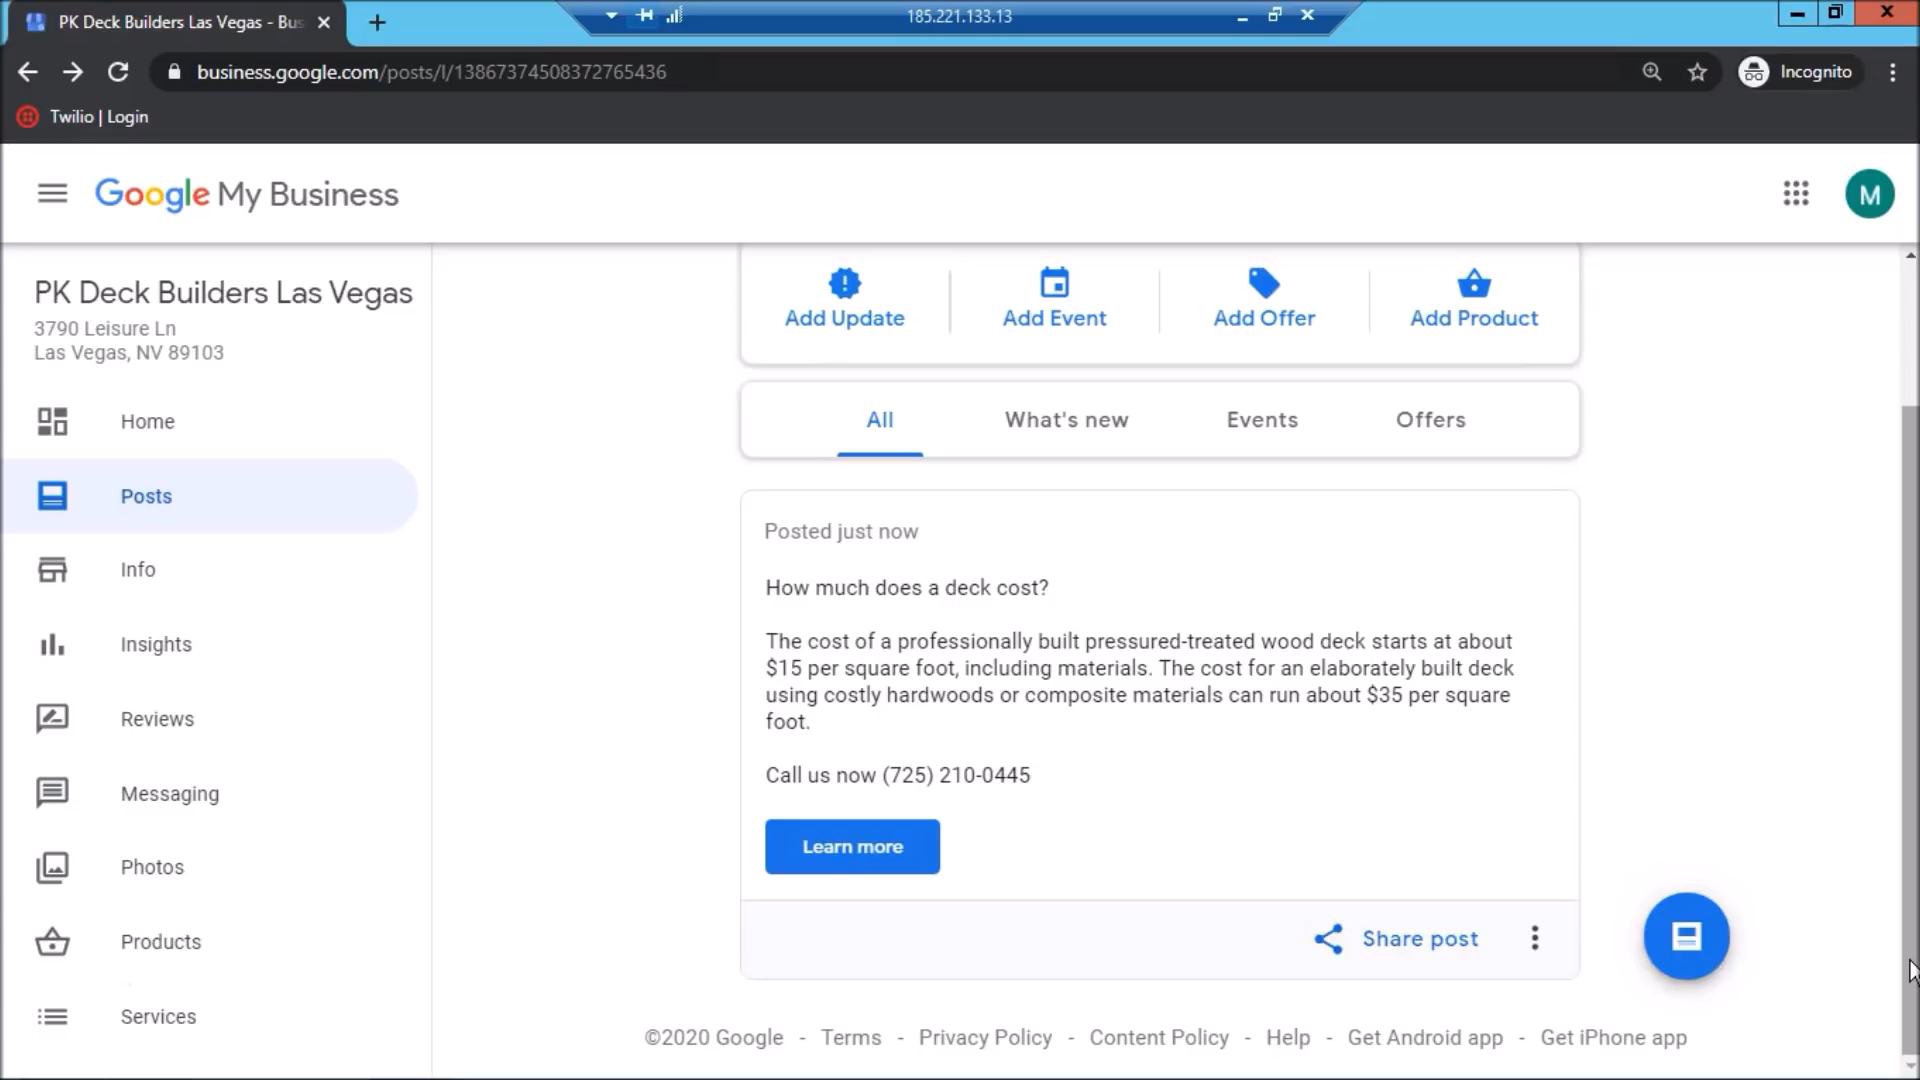 PK Deck Builders Las Vegas - Bus
185.221.133.13
business.google.com/posts/l/13867374508372765436
Incognito
Twilio | Login
Google My Business
M
PK Deck Builders Las Vegas
3790 Leisure Ln
Las Vegas, NV 89103
Home
Posts
Info
Insights
Reviews
Messaging
Photos
Products
Services
Add Update
Add Event
Add Offer
Add Product
All
What's new
Events
Offers
Posted just now
How much does a deck cost?
The cost of a professionally built pressured-treated wood deck starts at about
$15 per square foot, including materials. The cost for an elaborately built deck
using costly hardwoods or composite materials can run about $35 per square
foot.
Call us now (725) 210-0445
Learn more
Share post
©2020 Google - Terms - Privacy Policy - Content Policy - Help - Get Android app - Get iPhone app